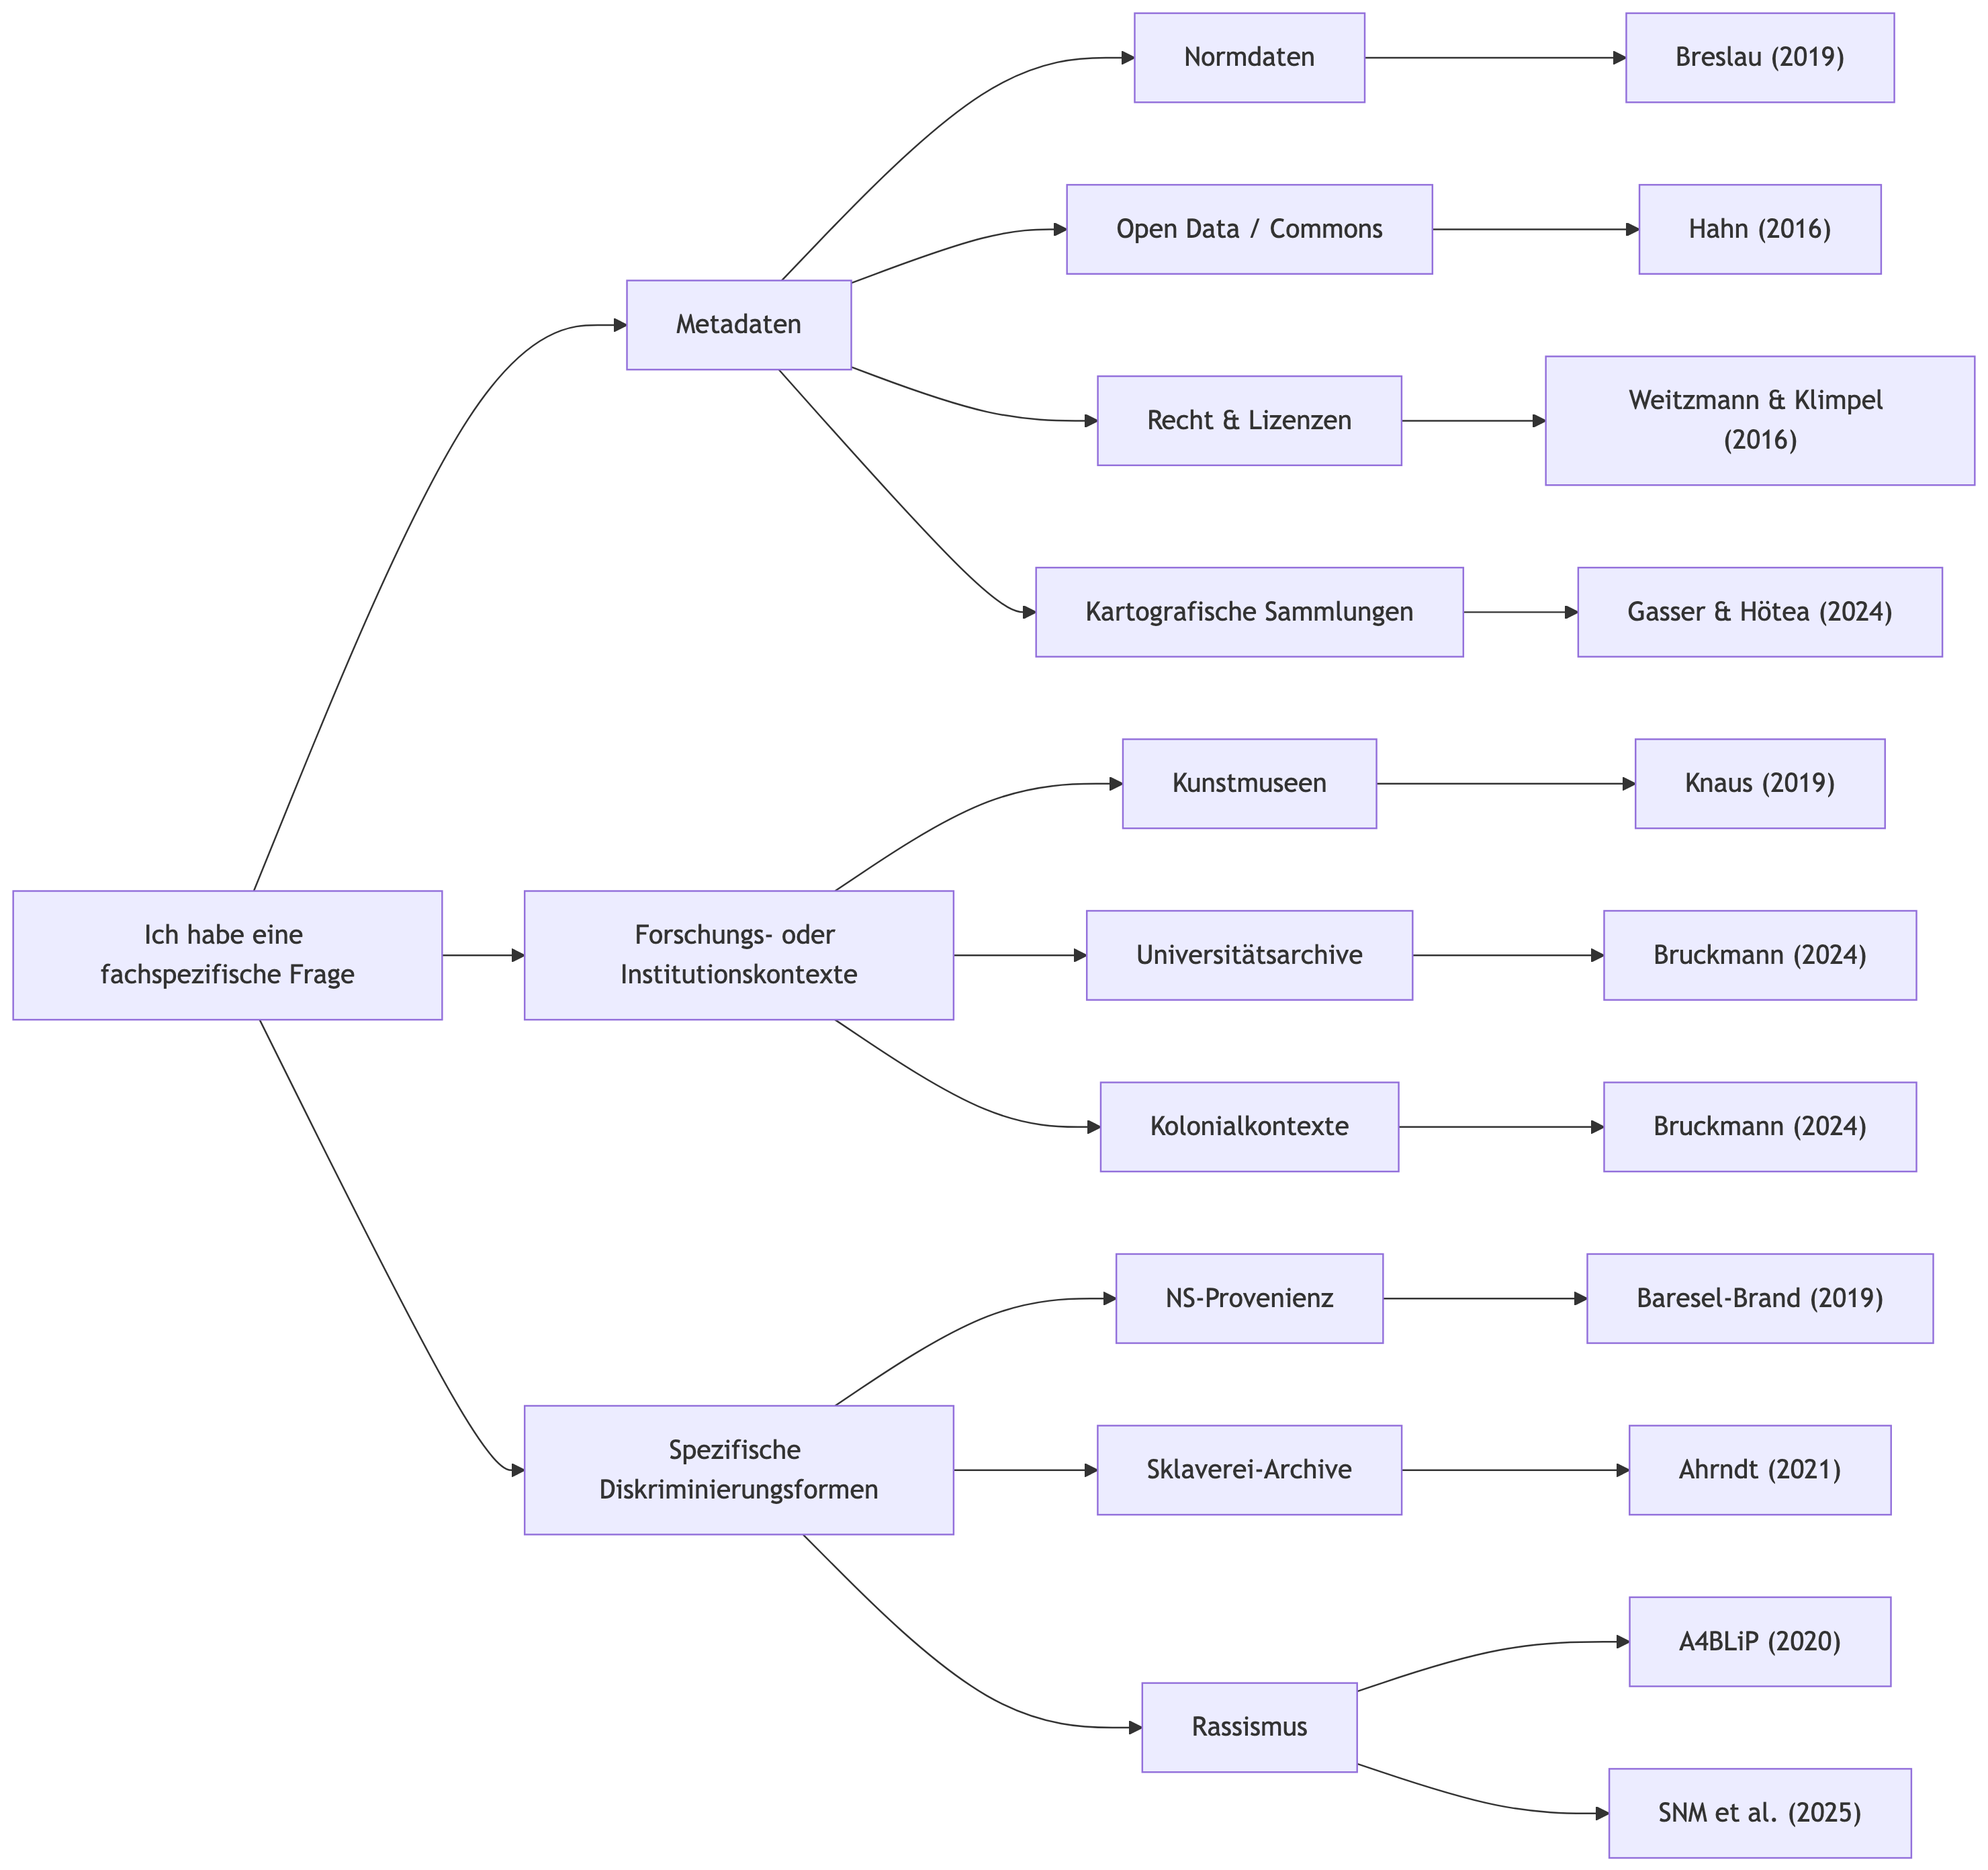 Normdaten
Breslau (2019)
Open Data / Commons
Hahn (2016)
Metadaten
Recht & Lizenzen
Weitzmann & Klimpel
(2016)
Kartografische Sammlungen
Gasser & Hötea (2024)
Kunstmuseen
Knaus (2019)
Ich habe eine
fachspezifische Frage
Forschungs- oder
Institutionskontexte
Universitätsarchive
Bruckmann (2024)
Kolonialkontexte
Bruckmann (2024)
NS-Provenienz
Baresel-Brand (2019)
Spezifische
Diskriminierungsformen
Sklaverei-Archive
Ahrndt (2021)
A4BLiP (2020)
Rassismus
SNM et al. (2025)